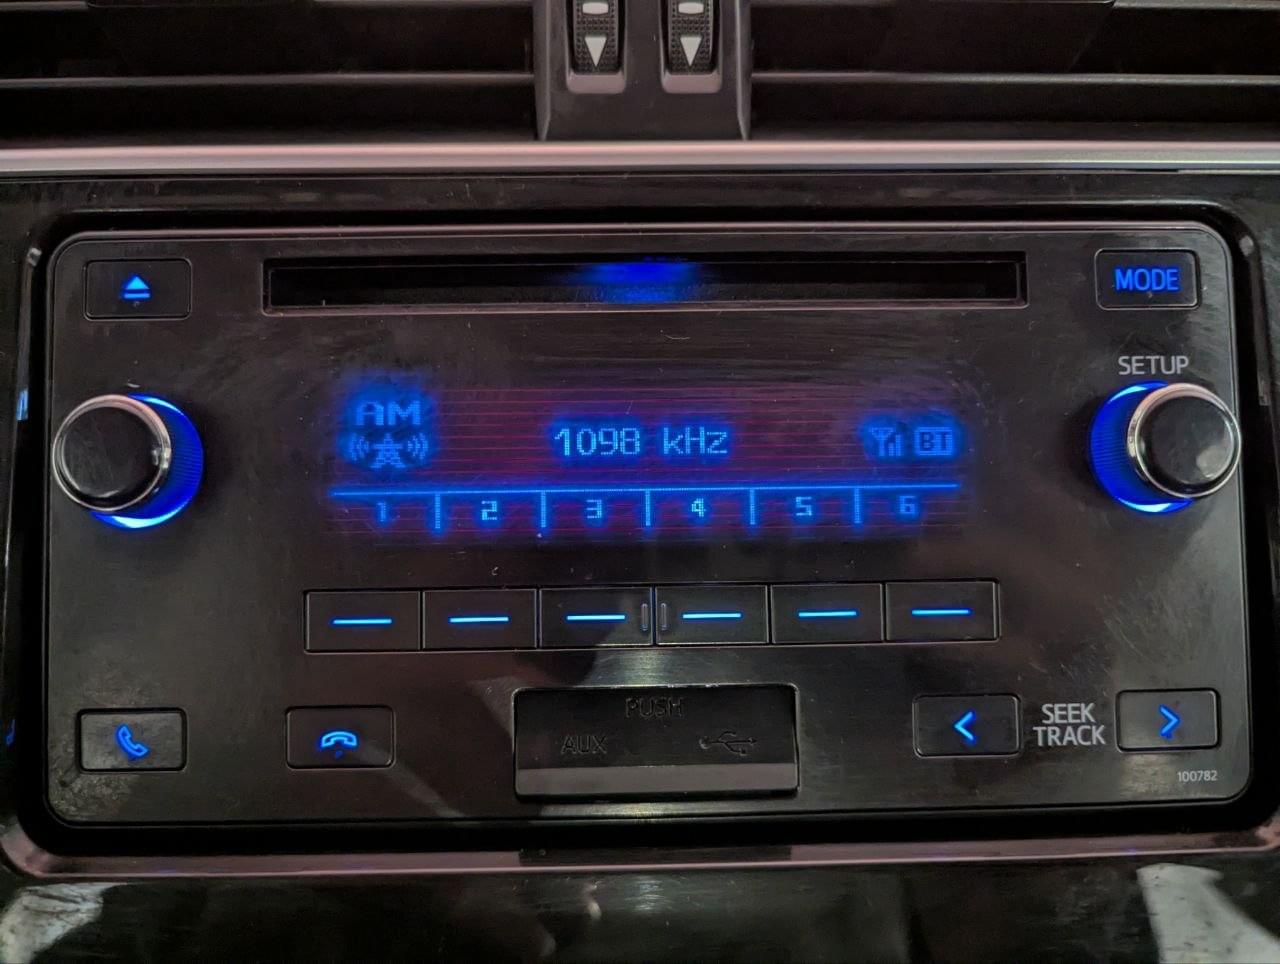 MODE
SETUP
AM
1098 kHz
BT
1 2 3 4 5 6
PUSH
AUX
SEEK
TRACK
100782